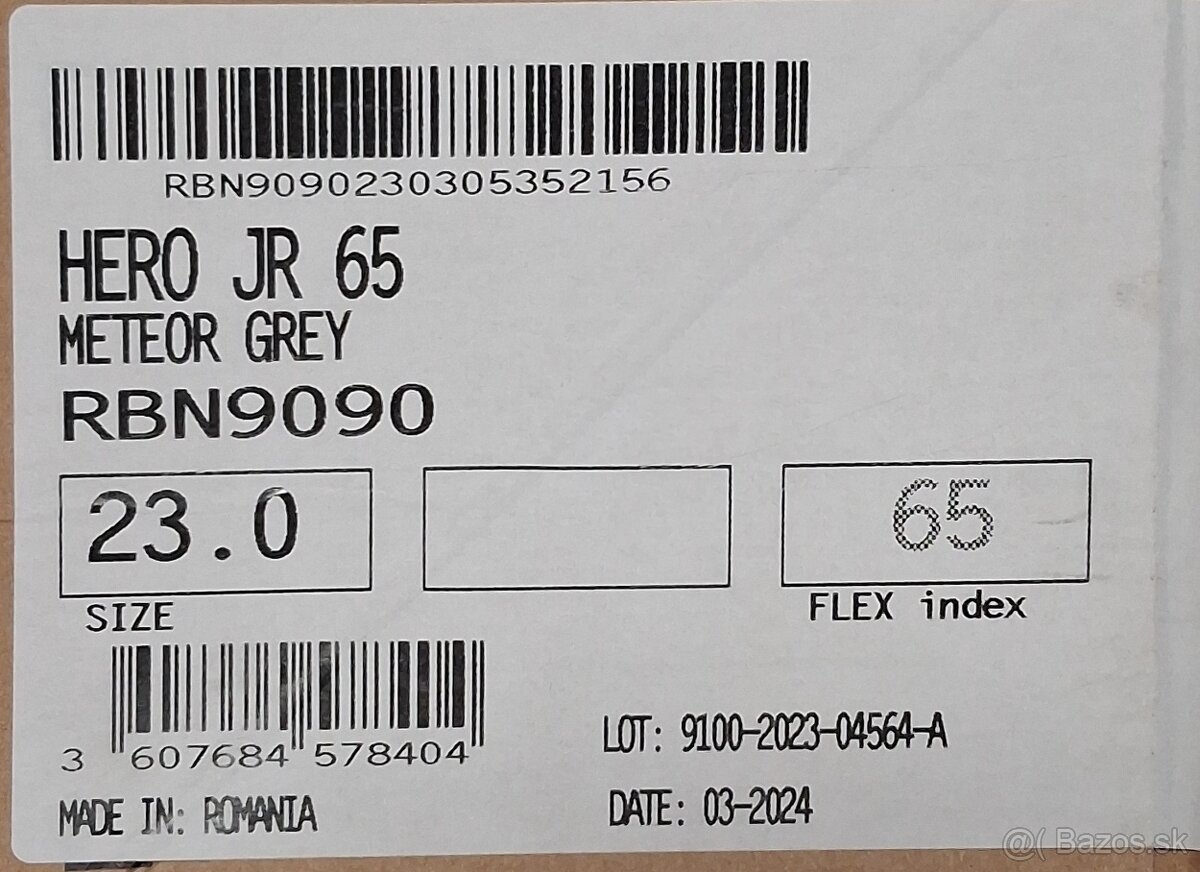 RBN9090230305352156
HERO JR 65
METEOR GREY
RBN9090
23.0
65
SIZE
FLEX index
3 607684 578404
LOT: 9100-2023-04564-A
MADE IN: ROMANIA
DATE: 03-2024
@( Bazos.sk